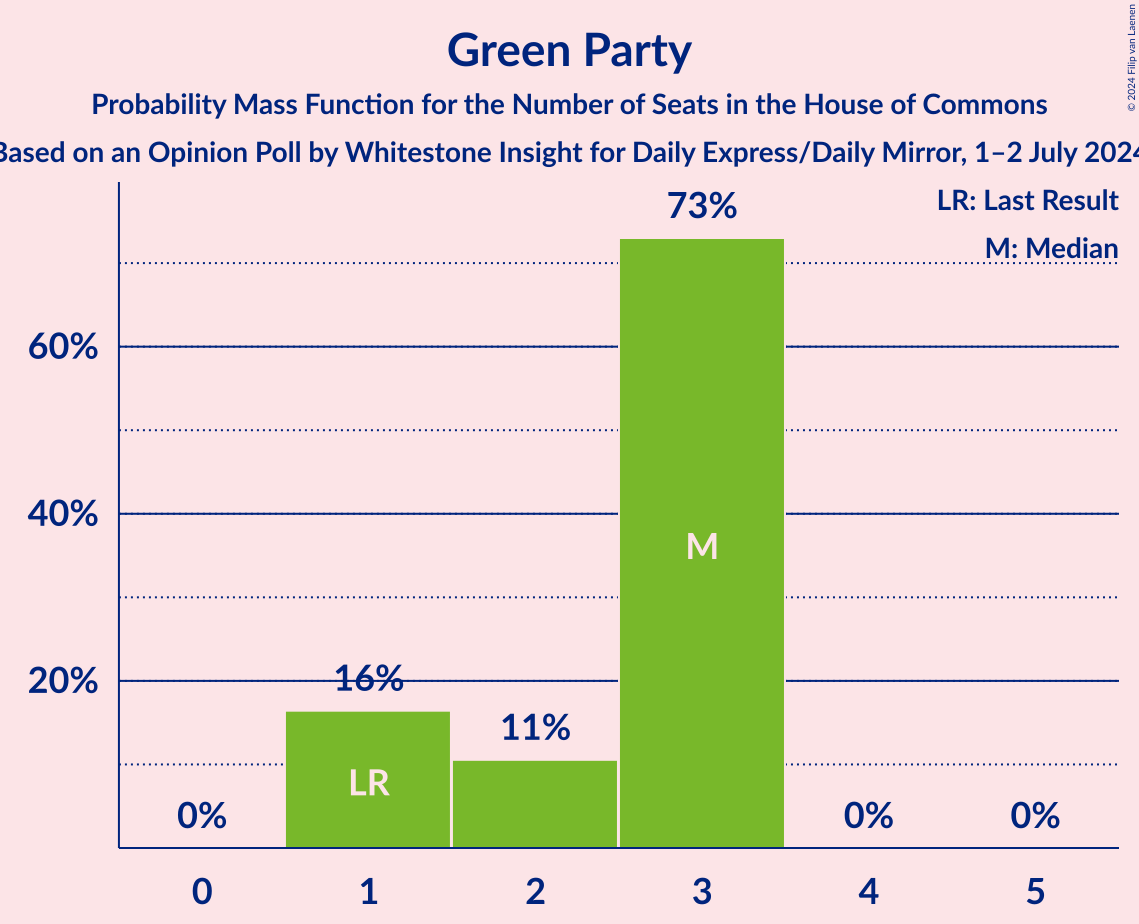 Green Party
Probability Mass Function for the Number of Seats in the House of Commons
Based on an Opinion Poll by Whitestone Insight for Daily Express/Daily Mirror, 1–2 July 2024
© 2024 Filip van Laenen
LR: Last Result
M: Median
73%
60%
40%
20%
16%
11%
0%
0%
0%
M
LR
0 1 2 3 4 5